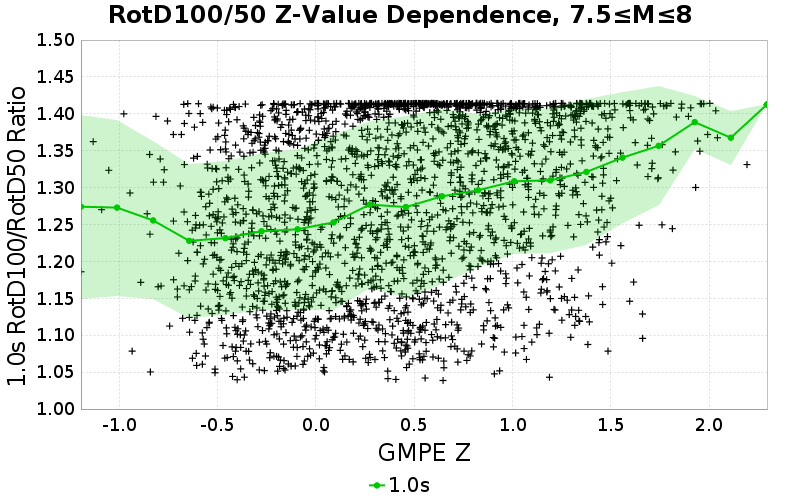 RotD100/50 Z-Value Dependence, 7.5≤M≤8
1.50
1.45
1.40
1.35
1.30
1.25
1.20
1.15
1.10
1.05
1.00
1.0s RotD100/RotD50 Ratio
-1.0 -0.5 0.0 0.5 1.0 1.5 2.0
GMPE Z
1.0s